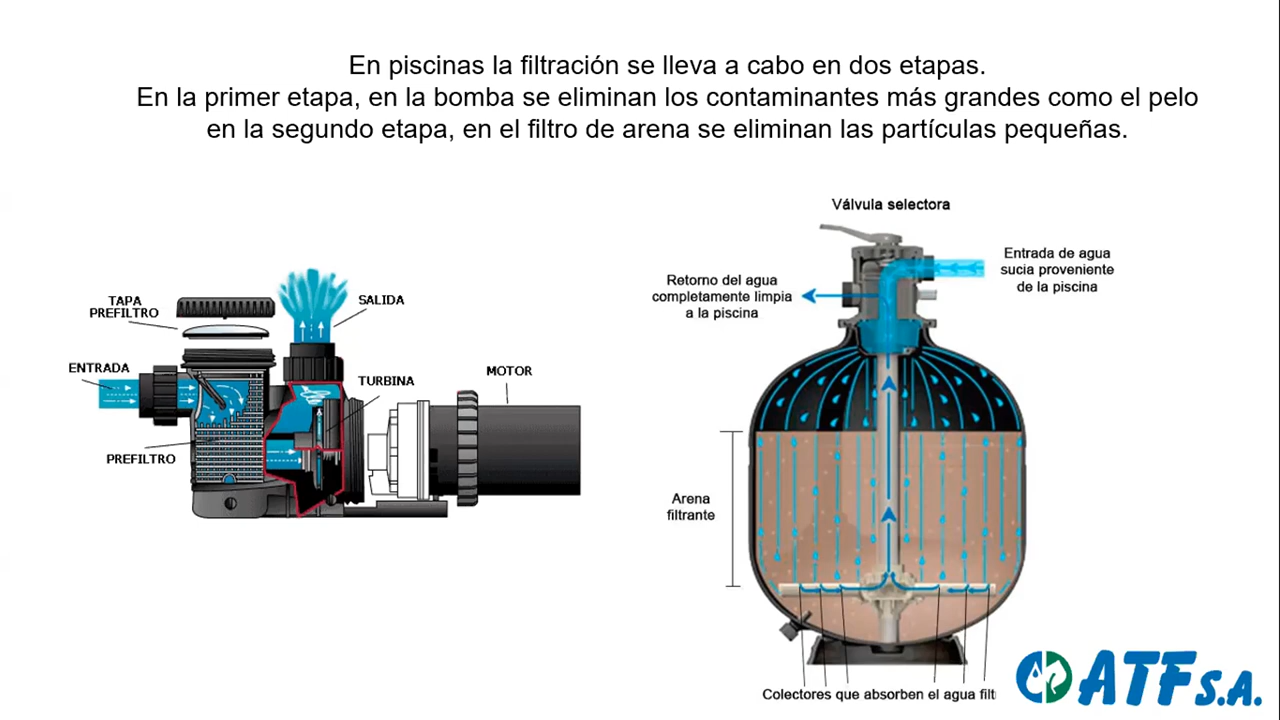 En piscinas la filtración se lleva a cabo en dos etapas.
En la primer etapa, en la bomba se eliminan los contaminantes más grandes como el pelo
en la segundo etapa, en el filtro de arena se eliminan las partículas pequeñas.
TAPA
PREFILTRO
SALIDA
ENTRADA
TURBINA
MOTOR
PREFILTRO
Válvula selectora
Entrada de agua
sucia proveniente
de la piscina
Retorno del agua
completamente limpia
a la piscina
Arena
filtrante
Colectores que absorben el agua filt
ATF S.A.